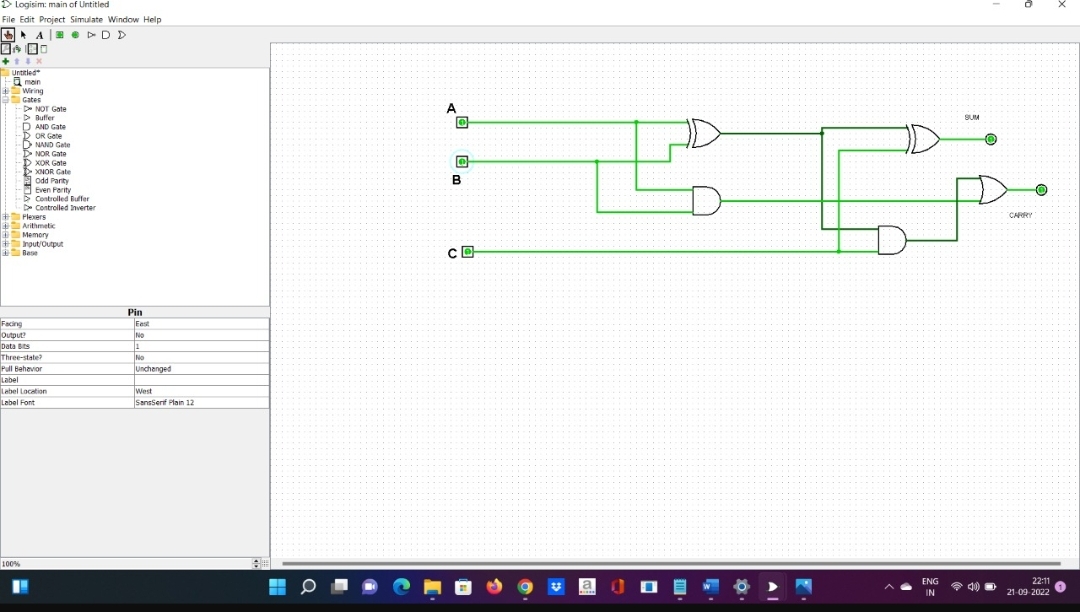 Logisim: main of Untitled
File Edit Project Simulate Window Help
A
Untitled*
main
Wiring
Gates
NOT Gate
Buffer
AND Gate
OR Gate
NAND Gate
NOR Gate
XOR Gate
XNOR Gate
Odd Parity
Even Parity
Controlled Buffer
Controlled Inverter
Plexers
Arithmetic
Memory
Input/Output
Base
A
B
C
SUM
CARRY
Pin
Facing East
Output? No
Data Bits 1
Three-state? No
Pull Behavior Unchanged
Label
Label Location West
Label Font SansSerif Plain 12
100%
ENG
IN
22:11
21-09-2022